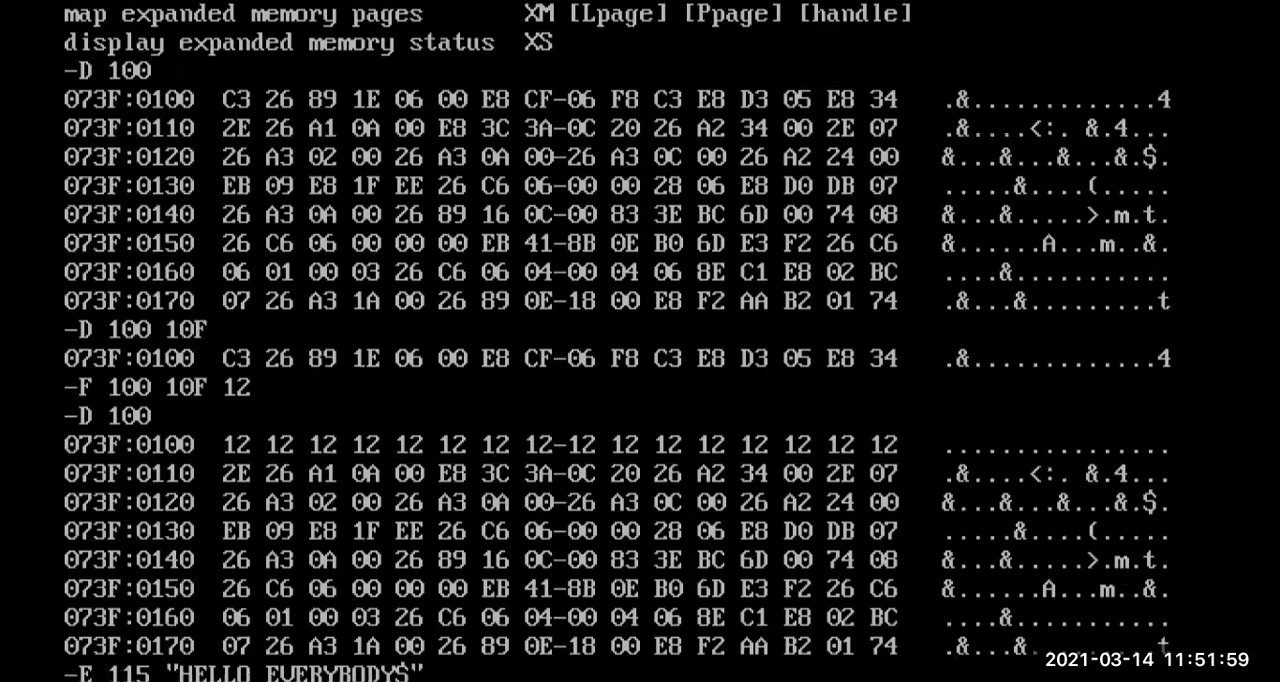 map expanded memory pages       XM [Lpage] [Ppage] [handle]
display expanded memory status  XS
-D 100
073F:0100  C3 26 89 1E 06 00 E8 CF-06 F8 C3 E8 D3 05 E8 34   .&.............4
073F:0110  2E 26 A1 0A 00 E8 3C 3A-0C 20 26 A2 34 00 2E 07   .&....<:. &.4...
073F:0120  26 A3 02 00 26 A3 0A 00-26 A3 0C 00 26 A2 24 00   &...&...&...&.$.
073F:0130  EB 09 E8 1F EE 26 C6 06-00 00 28 06 E8 D0 DB 07   .....&....(.....
073F:0140  26 A3 0A 00 26 89 16 0C-00 83 3E BC 6D 00 74 08   &...&.....>.m.t.
073F:0150  26 C6 06 00 00 00 EB 41-8B 0E B0 6D E3 F2 26 C6   &......A...m..&.
073F:0160  06 01 00 03 26 C6 06 04-00 04 06 8E C1 E8 02 BC   ....&...........
073F:0170  07 26 A3 1A 00 26 89 0E-18 00 E8 F2 AA B2 01 74   .&...&.........t
-D 100 10F
073F:0100  C3 26 89 1E 06 00 E8 CF-06 F8 C3 E8 D3 05 E8 34   .&.............4
-F 100 10F 12
-D 100
073F:0100  12 12 12 12 12 12 12 12-12 12 12 12 12 12 12 12   ................
073F:0110  2E 26 A1 0A 00 E8 3C 3A-0C 20 26 A2 34 00 2E 07   .&....<:. &.4...
073F:0120  26 A3 02 00 26 A3 0A 00-26 A3 0C 00 26 A2 24 00   &...&...&...&.$.
073F:0130  EB 09 E8 1F EE 26 C6 06-00 00 28 06 E8 D0 DB 07   .....&....(.....
073F:0140  26 A3 0A 00 26 89 16 0C-00 83 3E BC 6D 00 74 08   &...&.....>.m.t.
073F:0150  26 C6 06 00 00 00 EB 41-8B 0E B0 6D E3 F2 26 C6   &......A...m..&.
073F:0160  06 01 00 03 26 C6 06 04-00 04 06 8E C1 E8 02 BC   ....&...........
073F:0170  07 26 A3 1A 00 26 89 0E-18 00 E8 F2 AA B2 01 74   .&...&.........t
-E 115 "HELLO EVERYBODY$"
2021-03-14 11:51:59